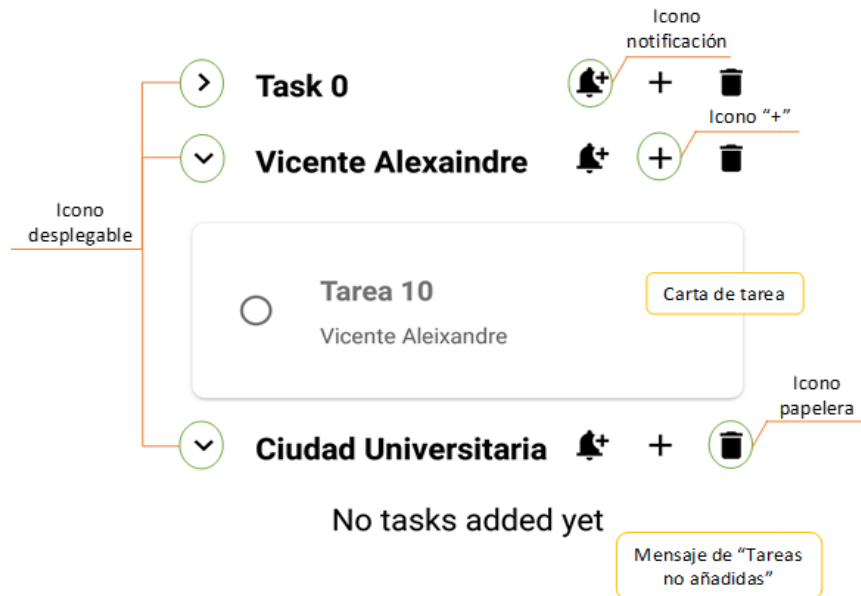 Icono
notificación
Task 0
Icono "+"
Vicente Alexaindre
Icono
desplegable
Tarea 10
Carta de tarea
Vicente Aleixandre
Icono
papelera
Ciudad Universitaria
No tasks added yet
Mensaje de "Tareas
no añadidas"